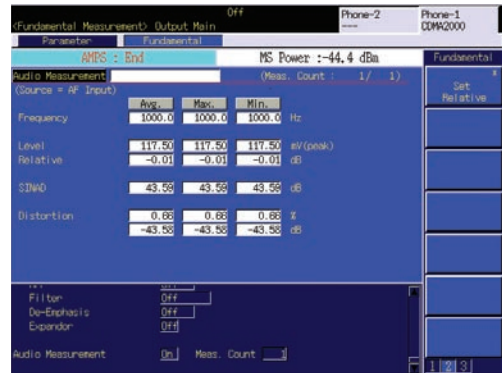 Off
Phone-2
Phone-1
<Fundamental Measurement> Output Main
----
CDMA2000
Parameter
Fundamental
AMPS : End
MS Power :-44.4 dBm
Fundamental
Audio Measurement
(Meas. Count : 1/ 1)
(Source = AF Input)
*
Set
Relative
Avg. Max. Min.
Frequency 1000.0 1000.0 1000.0 Hz
Level 117.50 117.50 117.50 mV(peak)
Relative -0.01 -0.01 -0.01 dB
SINAD 43.59 43.59 43.59 dB
Distortion 0.66 0.66 0.66 %
-43.58 -43.58 -43.58 dB
Filter Off
De-Emphasis Off
Expandor Off
Audio Measurement On Meas. Count 1
1 2 3